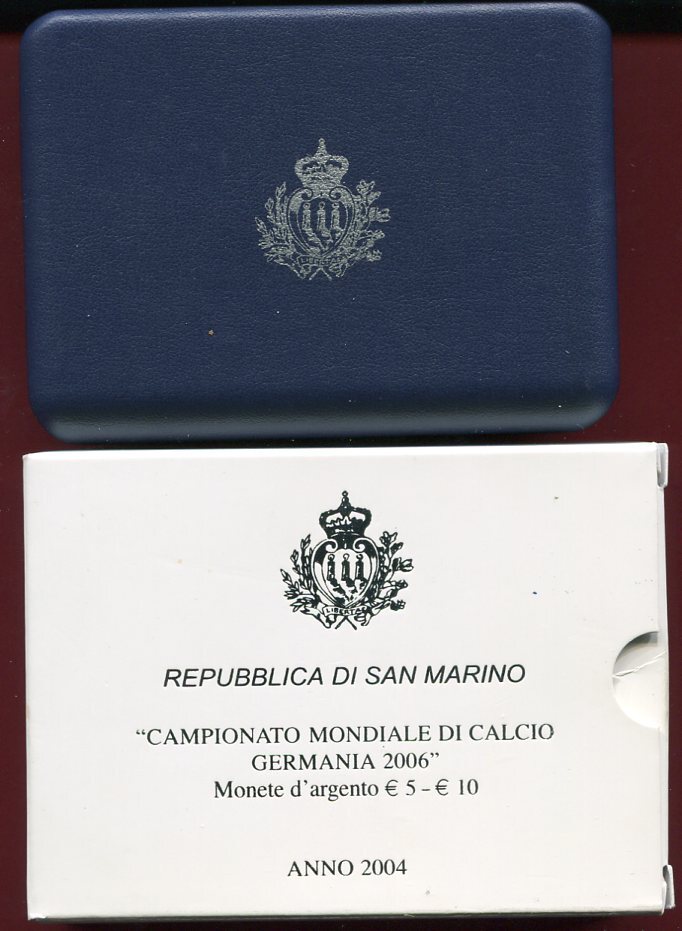 LIBERTAS
LIBERTAS
REPUBBLICA DI SAN MARINO
“CAMPIONATO MONDIALE DI CALCIO
GERMANIA 2006”
Monete d’argento € 5 – € 10
ANNO 2004